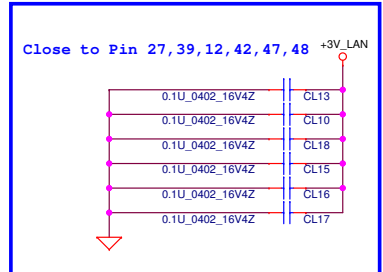 Close to Pin 27,39,12,42,47,48
+3V_LAN
0.1U_0402_16V4Z CL13
0.1U_0402_16V4Z CL10
0.1U_0402_16V4Z CL18
0.1U_0402_16V4Z CL15
0.1U_0402_16V4Z CL16
0.1U_0402_16V4Z CL17